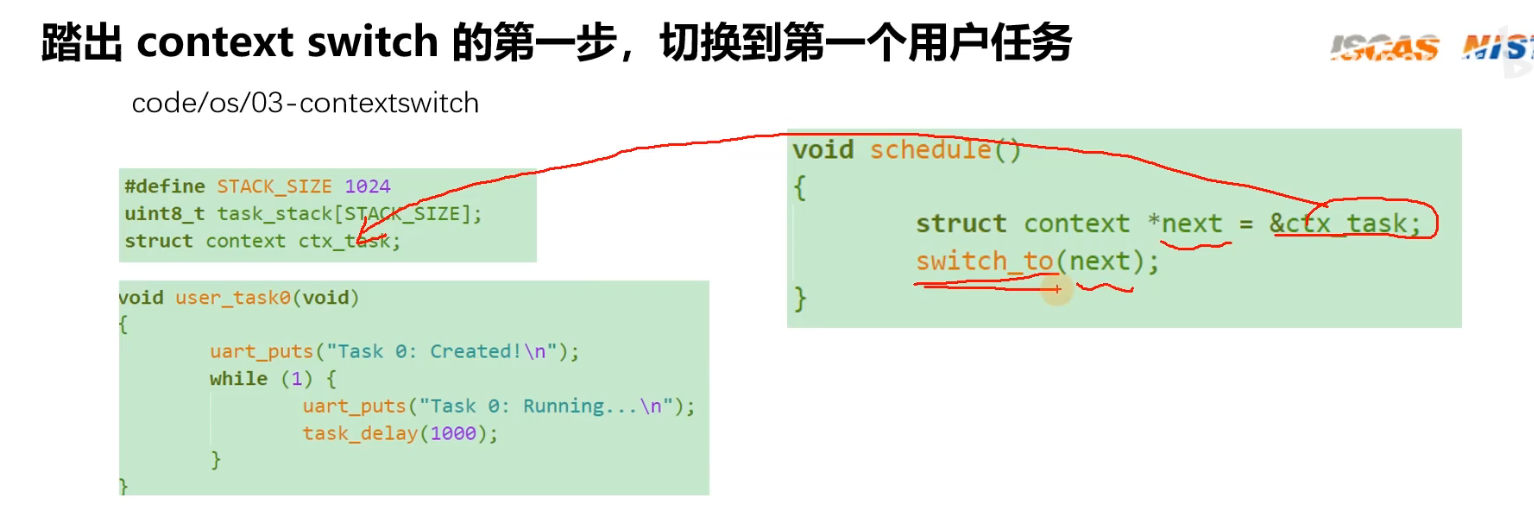 踏出 context switch 的第一步，切换到第一个用户任务
ISCAS
code/os/03-contextswitch
#define STACK_SIZE 1024
uint8_t task_stack[STACK_SIZE];
struct context ctx_task;
void user_task0(void)
{
uart_puts("Task 0: Created!\n");
while (1) {
uart_puts("Task 0: Running...\n");
task_delay(1000);
}
}
void schedule()
{
struct context *next = &ctx_task;
switch_to(next);
}